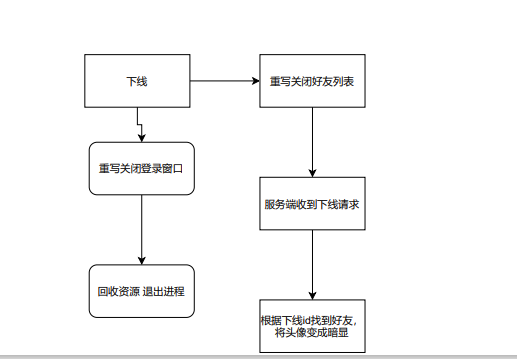 下线
重写关闭好友列表
重写关闭登录窗口
服务端收到下线请求
回收资源 退出进程
根据下线id找到好友，
将头像变成暗显